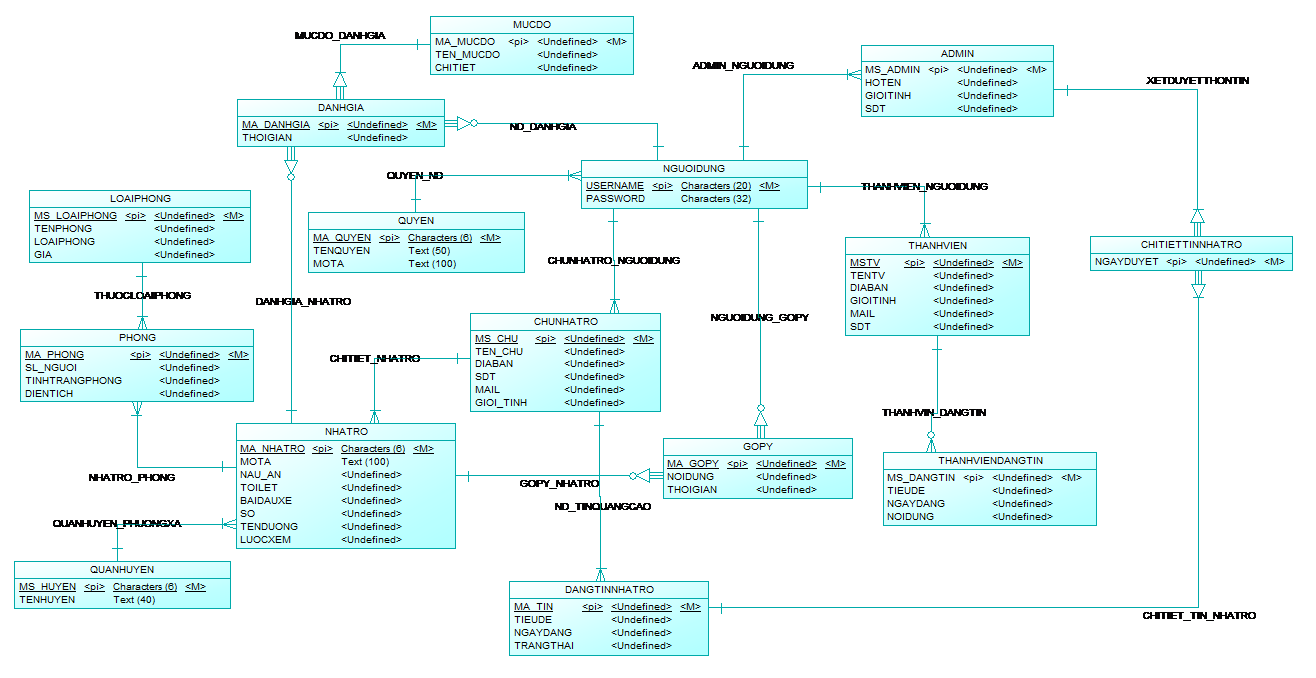 MUCDO
MA_MUCDO <pi> <Undefined> <M>
TEN_MUCDO <Undefined>
CHITIET <Undefined>
MUCDO_DANHGIA
ADMIN
MS_ADMIN <pi> <Undefined> <M>
HOTEN <Undefined>
GIOITINH <Undefined>
SDT <Undefined>
ADMIN_NGUOIDUNG
XETDUYETTHONTIN
DANHGIA
MA_DANHGIA <pi> <Undefined> <M>
THOIGIAN <Undefined>
ND_DANHGIA
NGUOIDUNG
USERNAME <pi> Characters (20) <M>
PASSWORD Characters (32)
QUYEN_ND
THANHVIEN_NGUOIDUNG
LOAIPHONG
MS_LOAIPHONG <pi> <Undefined> <M>
TENPHONG <Undefined>
LOAIPHONG <Undefined>
GIA <Undefined>
QUYEN
MA_QUYEN <pi> Characters (6) <M>
TENQUYEN Text (50)
MOTA Text (100)
THANHVIEN
MSTV <pi> <Undefined> <M>
TENTV <Undefined>
DIABAN <Undefined>
GIOITINH <Undefined>
MAIL <Undefined>
SDT <Undefined>
CHITIETTINNHATRO
NGAYDUYET <pi> <Undefined> <M>
CHUNHATRO_NGUOIDUNG
THUOCLOAIPHONG
DANHGIA_NHATRO
NGUOIDUNG_GOPY
CHUNHATRO
MS_CHU <pi> <Undefined> <M>
TEN_CHU <Undefined>
DIABAN <Undefined>
SDT <Undefined>
MAIL <Undefined>
GIOI_TINH <Undefined>
PHONG
MA_PHONG <pi> <Undefined> <M>
SL_NGUOI <Undefined>
TINHTRANGPHONG <Undefined>
DIENTICH <Undefined>
CHITIET_NHATRO
THANHVIN_DANGTIN
NHATRO
MA_NHATRO <pi> Characters (6) <M>
MOTA Text (100)
NAU_AN <Undefined>
TOILET <Undefined>
BAIDAUXE <Undefined>
SO <Undefined>
TENDUONG <Undefined>
LUOCXEM <Undefined>
GOPY
MA_GOPY <pi> <Undefined> <M>
NOIDUNG <Undefined>
THOIGIAN <Undefined>
THANHVIENDANGTIN
MS_DANGTIN <pi> <Undefined> <M>
TIEUDE <Undefined>
NGAYDANG <Undefined>
NOIDUNG <Undefined>
NHATRO_PHONG
GOPY_NHATRO
ND_TINQUANGCAO
QUANHUYEN_PHUONGXA
QUANHUYEN
MS_HUYEN <pi> Characters (6) <M>
TENHUYEN Text (40)
DANGTINNHATRO
MA_TIN <pi> <Undefined> <M>
TIEUDE <Undefined>
NGAYDANG <Undefined>
TRANGTHAI <Undefined>
CHITIET_TIN_NHATRO